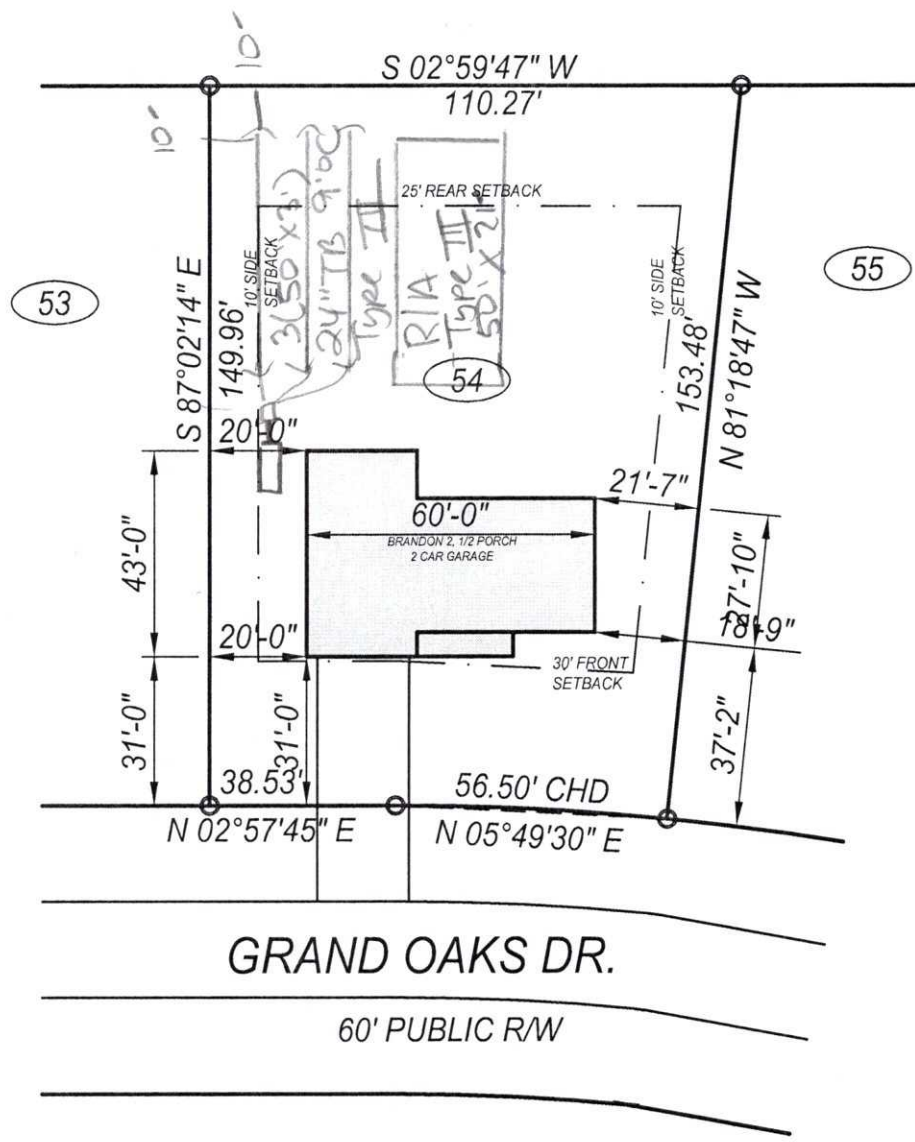 10'
10'
S 02°59'47" W
110.27'
25' REAR SETBACK
10' SIDE
SETBACK
3(50'x3')
24" TB 9'OC
Type III
R/A
Type III
50' x 21'
10' SIDE
SETBACK
53
54
55
S 87°02'14" E
149.96'
153.48'
N 81°18'47" W
20'-0"
21'-7"
60'-0"
BRANDON 2, 1/2 PORCH
2 CAR GARAGE
43'-0"
37'-10"
20'-0"
18'-9"
30' FRONT
SETBACK
31'-0"
31'-0"
37'-2"
38.53'
56.50' CHD
N 02°57'45" E
N 05°49'30" E
GRAND OAKS DR.
60' PUBLIC R/W